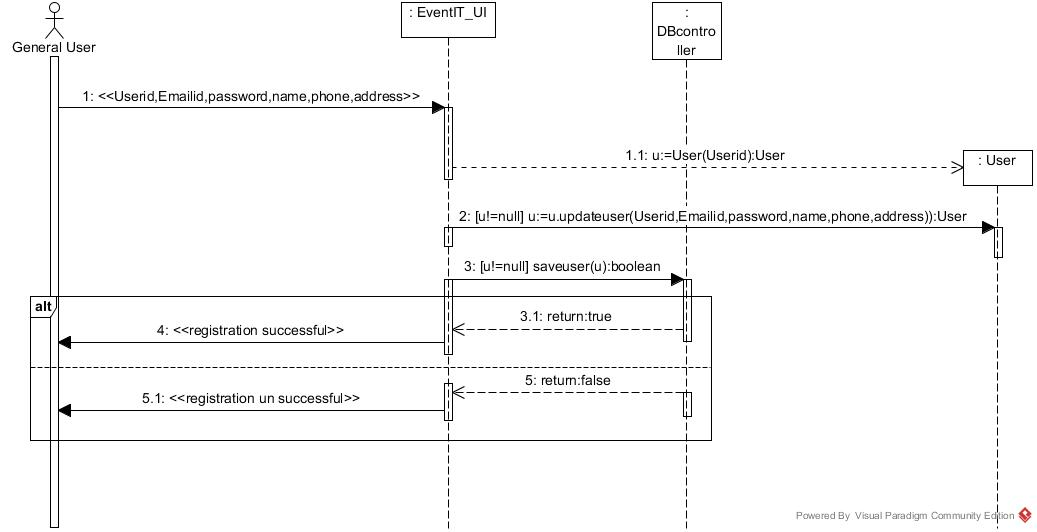 General User
: EventIT_UI
:
DBcontro
ller
1: <<Userid,Emailid,password,name,phone,address>>
1.1: u:=User(Userid):User
: User
2: [u!=null] u:=u.updateuser(Userid,Emailid,password,name,phone,address)):User
3: [u!=null] saveuser(u):boolean
alt
3.1: return:true
4: <<registration successful>>
5: return:false
5.1: <<registration un successful>>
Powered By Visual Paradigm Community Edition